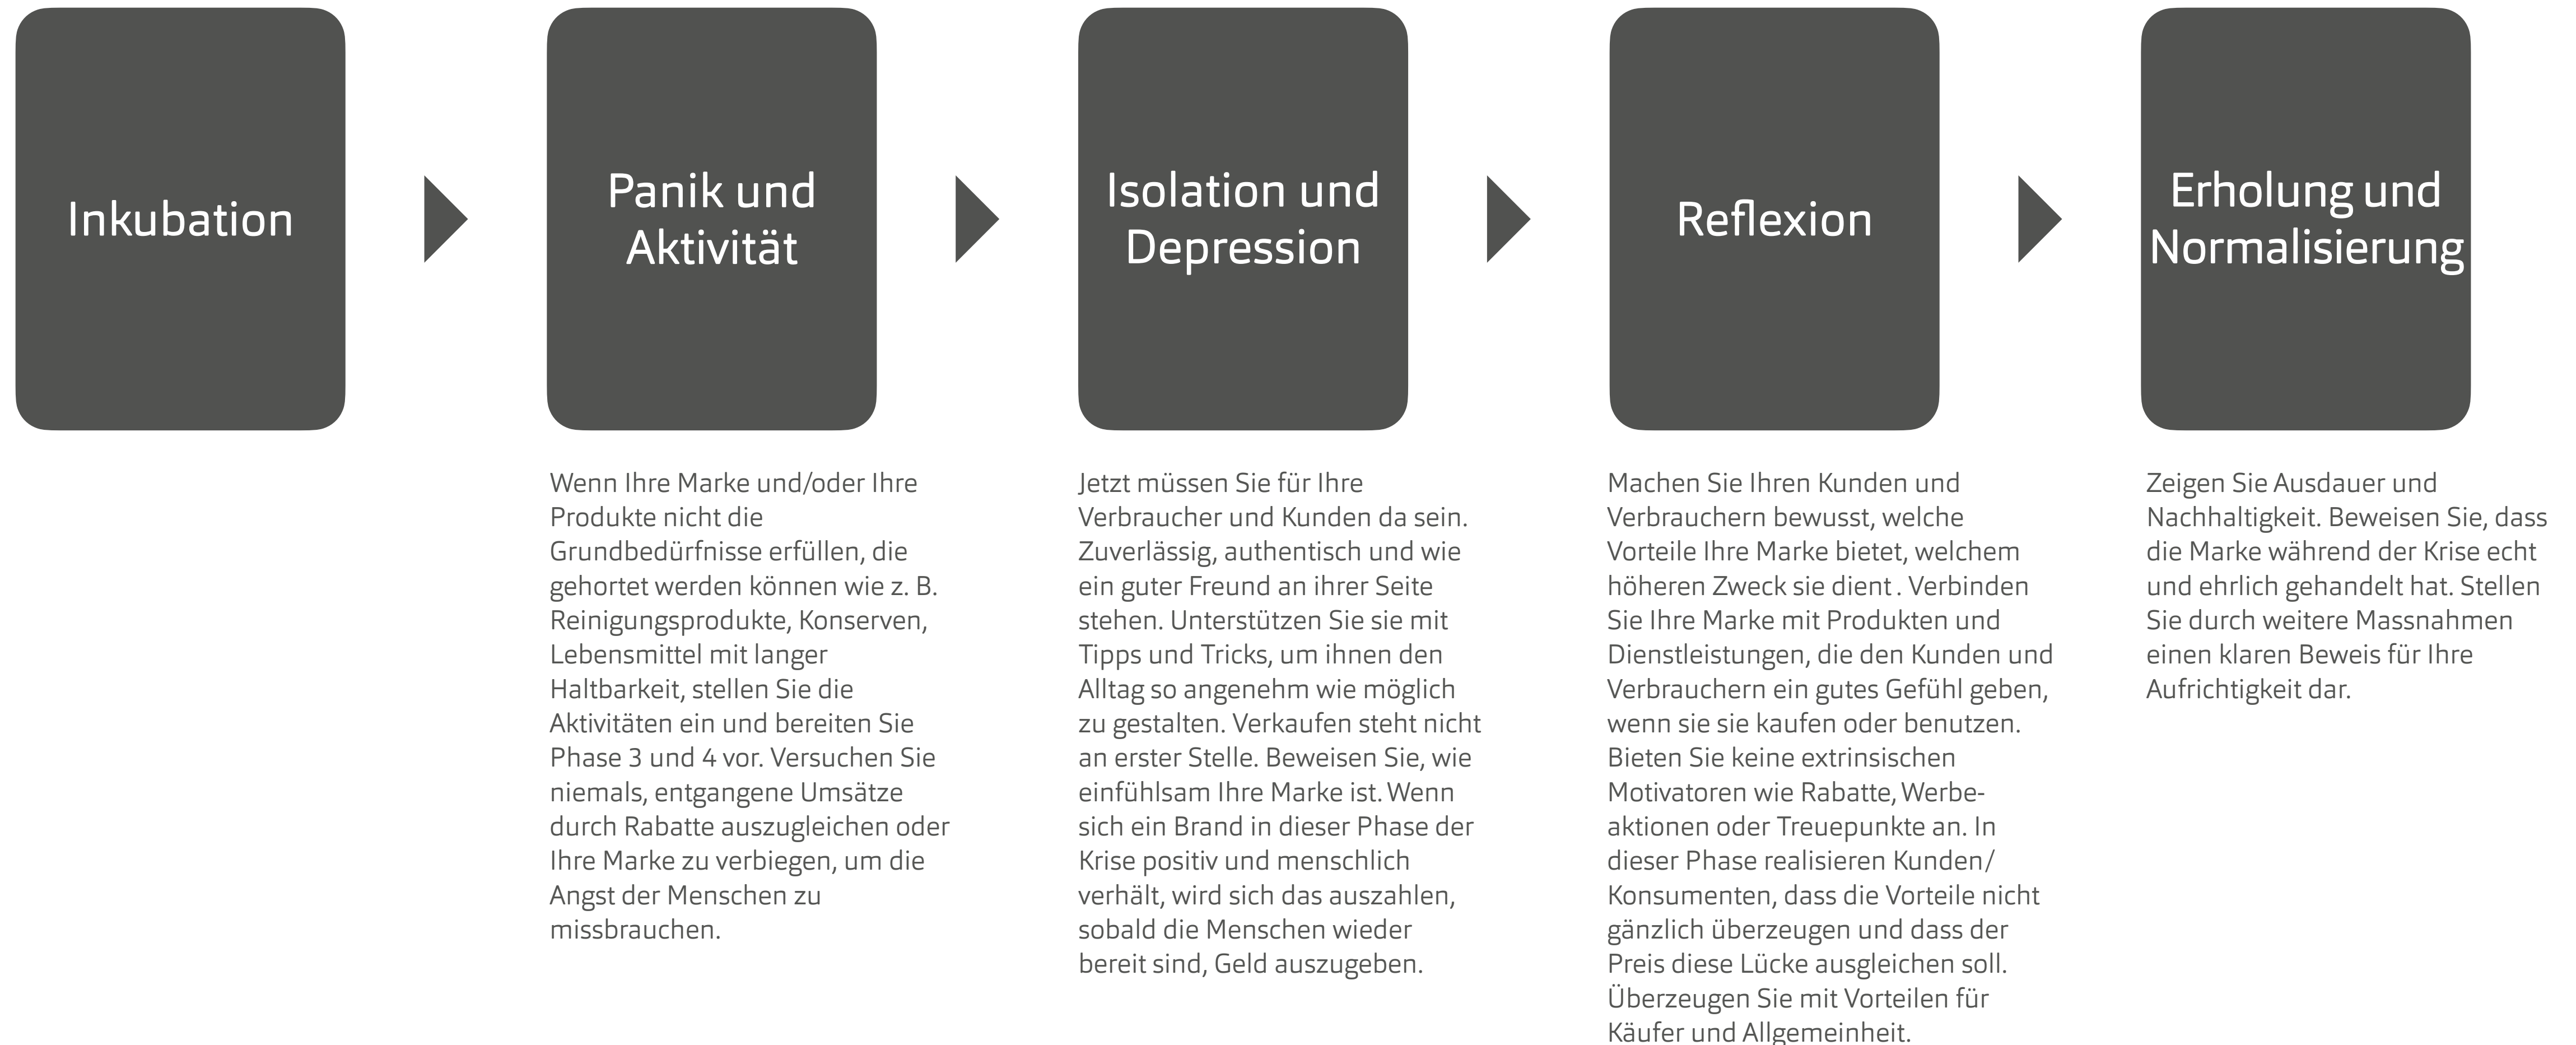 Inkubation
Panik und
Aktivität
Isolation und
Depression
Reflexion
Erholung und
Normalisierung
Wenn Ihre Marke und/oder Ihre
Produkte nicht die
Grundbedürfnisse erfüllen, die
gehortet werden können wie z. B.
Reinigungsprodukte, Konserven,
Lebensmittel mit langer
Haltbarkeit, stellen Sie die
Aktivitäten ein und bereiten Sie
Phase 3 und 4 vor. Versuchen Sie
niemals, entgangene Umsätze
durch Rabatte auszugleichen oder
Ihre Marke zu verbiegen, um die
Angst der Menschen zu
missbrauchen.
Jetzt müssen Sie für Ihre
Verbraucher und Kunden da sein.
Zuverlässig, authentisch und wie
ein guter Freund an ihrer Seite
stehen. Unterstützen Sie sie mit
Tipps und Tricks, um ihnen den
Alltag so angenehm wie möglich
zu gestalten. Verkaufen steht nicht
an erster Stelle. Beweisen Sie, wie
einfühlsam Ihre Marke ist. Wenn
sich ein Brand in dieser Phase der
Krise positiv und menschlich
verhält, wird sich das auszahlen,
sobald die Menschen wieder
bereit sind, Geld auszugeben.
Machen Sie Ihren Kunden und
Verbrauchern bewusst, welche
Vorteile Ihre Marke bietet, welchem
höheren Zweck sie dient . Verbinden
Sie Ihre Marke mit Produkten und
Dienstleistungen, die den Kunden und
Verbrauchern ein gutes Gefühl geben,
wenn sie sie kaufen oder benutzen.
Bieten Sie keine extrinsischen
Motivatoren wie Rabatte, Werbe-
aktionen oder Treuepunkte an. In
dieser Phase realisieren Kunden/
Konsumenten, dass die Vorteile nicht
gänzlich überzeugen und dass der
Preis diese Lücke ausgleichen soll.
Überzeugen Sie mit Vorteilen für
Käufer und Allgemeinheit.
Zeigen Sie Ausdauer und
Nachhaltigkeit. Beweisen Sie, dass
die Marke während der Krise echt
und ehrlich gehandelt hat. Stellen
Sie durch weitere Massnahmen
einen klaren Beweis für Ihre
Aufrichtigkeit dar.